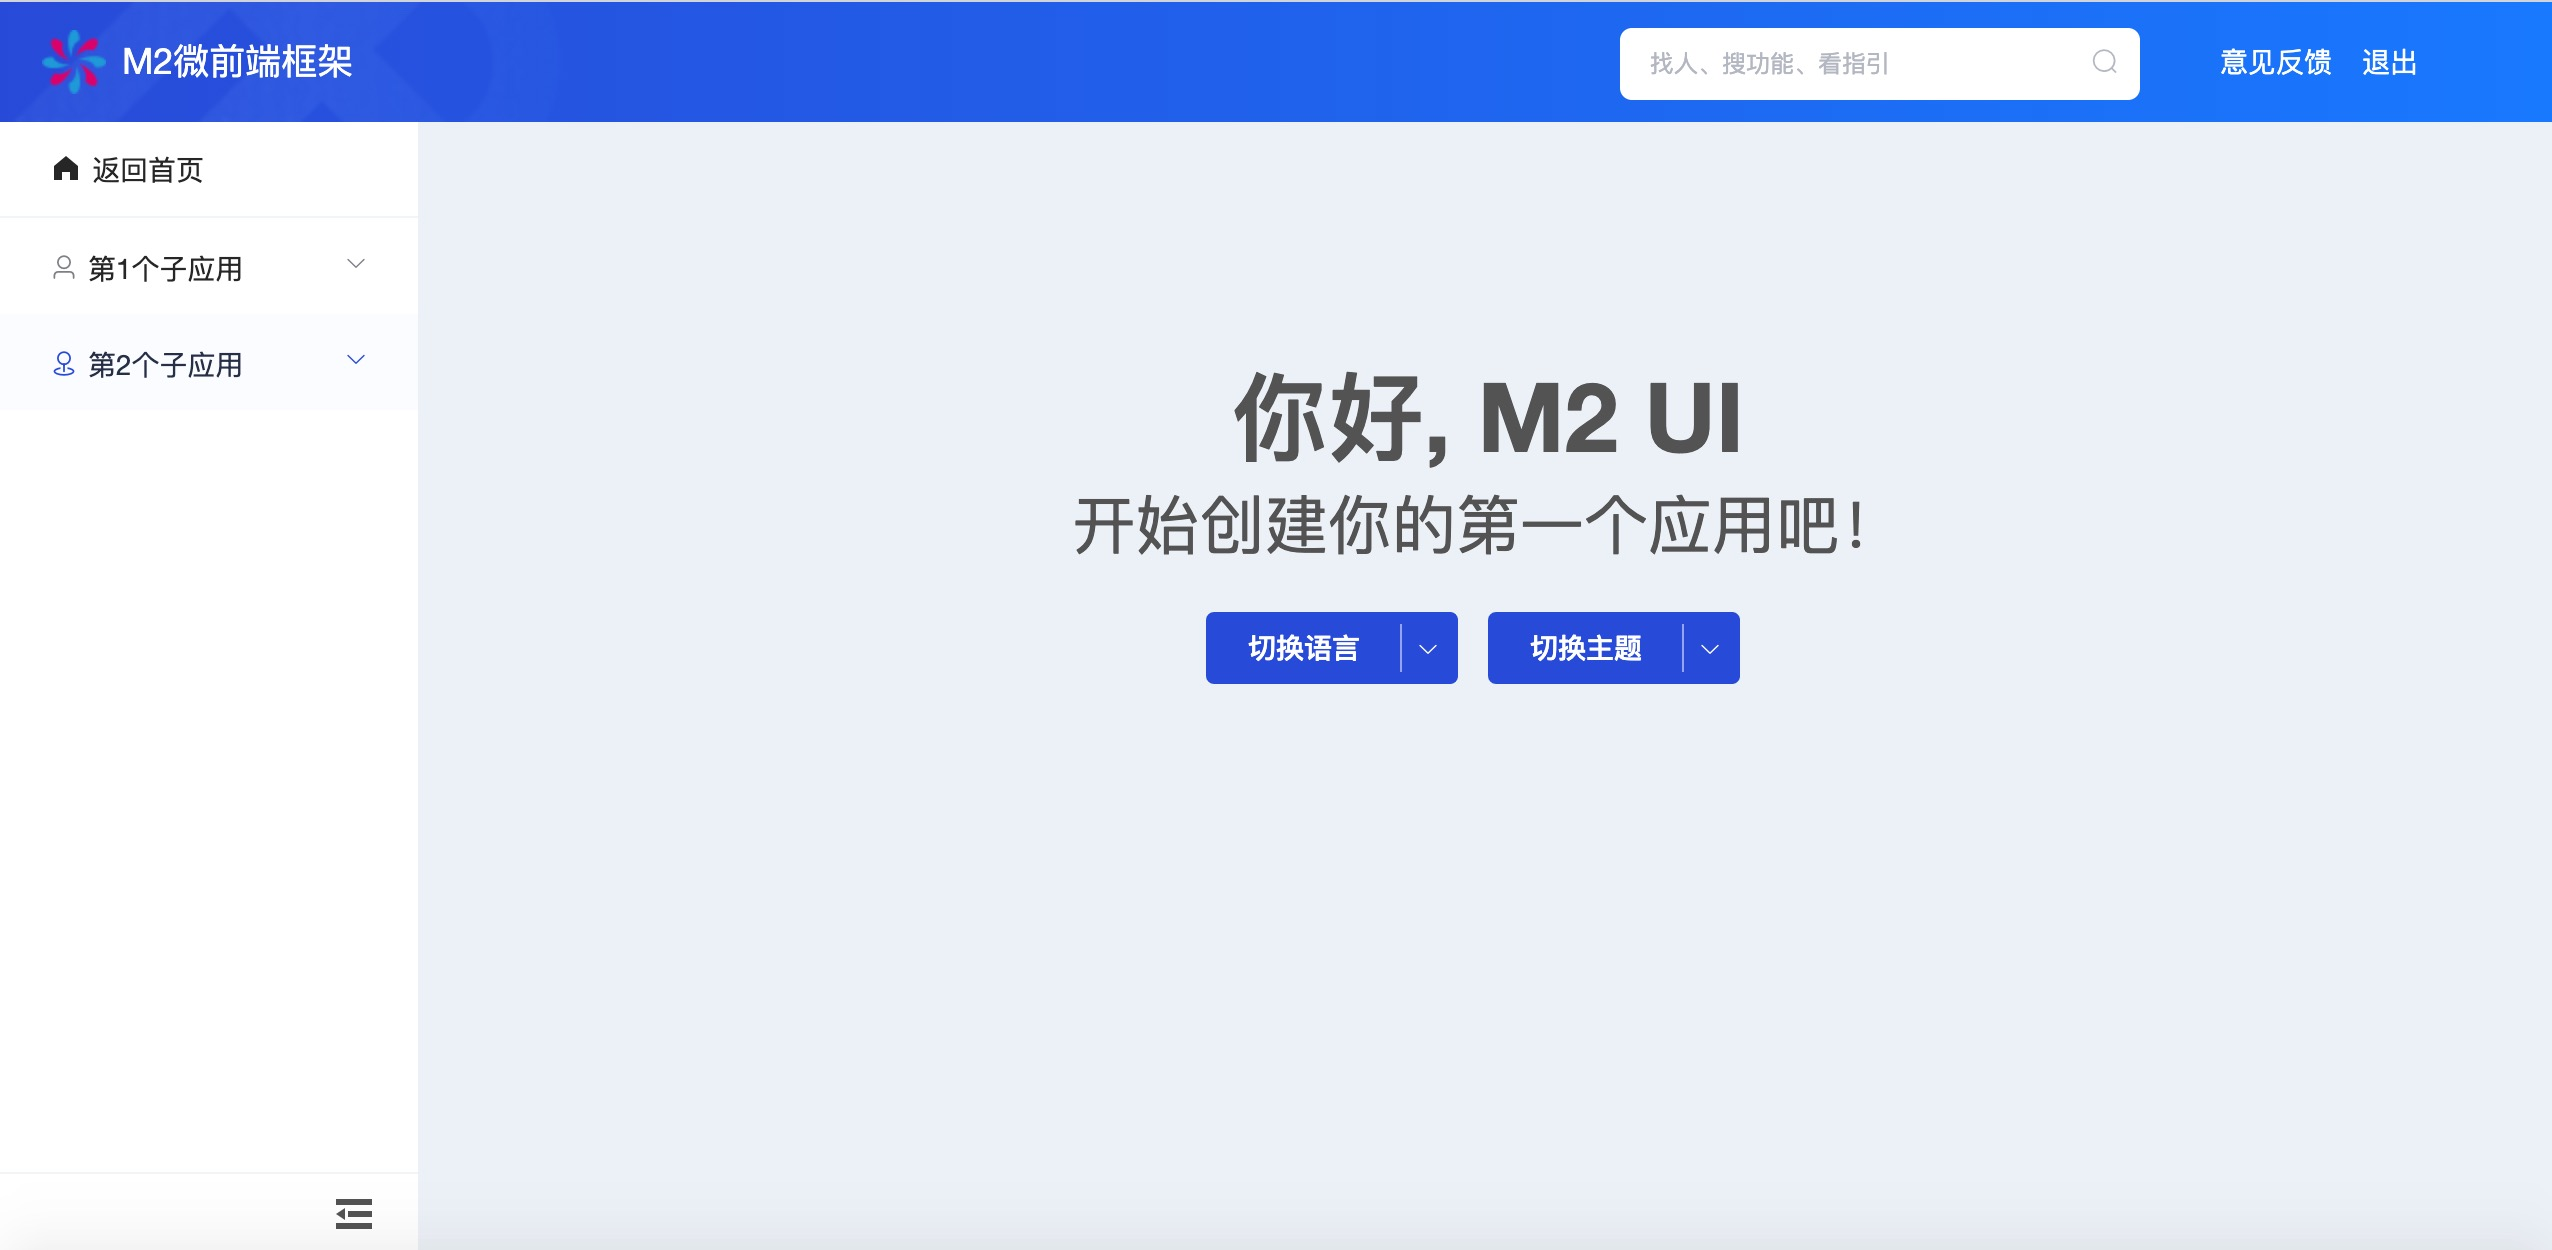 M2微前端框架
找人、搜功能、看指引
意见反馈 退出
返回首页
第1个子应用
第2个子应用
你好, M2 UI
开始创建你的第一个应用吧！
切换语言
切换主题